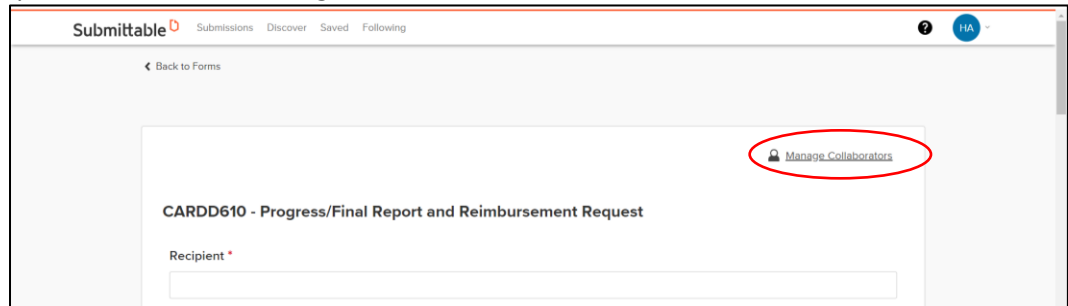 Submittable Submissions Discover Saved Following HA
Back to Forms
Manage Collaborators
CARDD610 - Progress/Final Report and Reimbursement Request
Recipient *